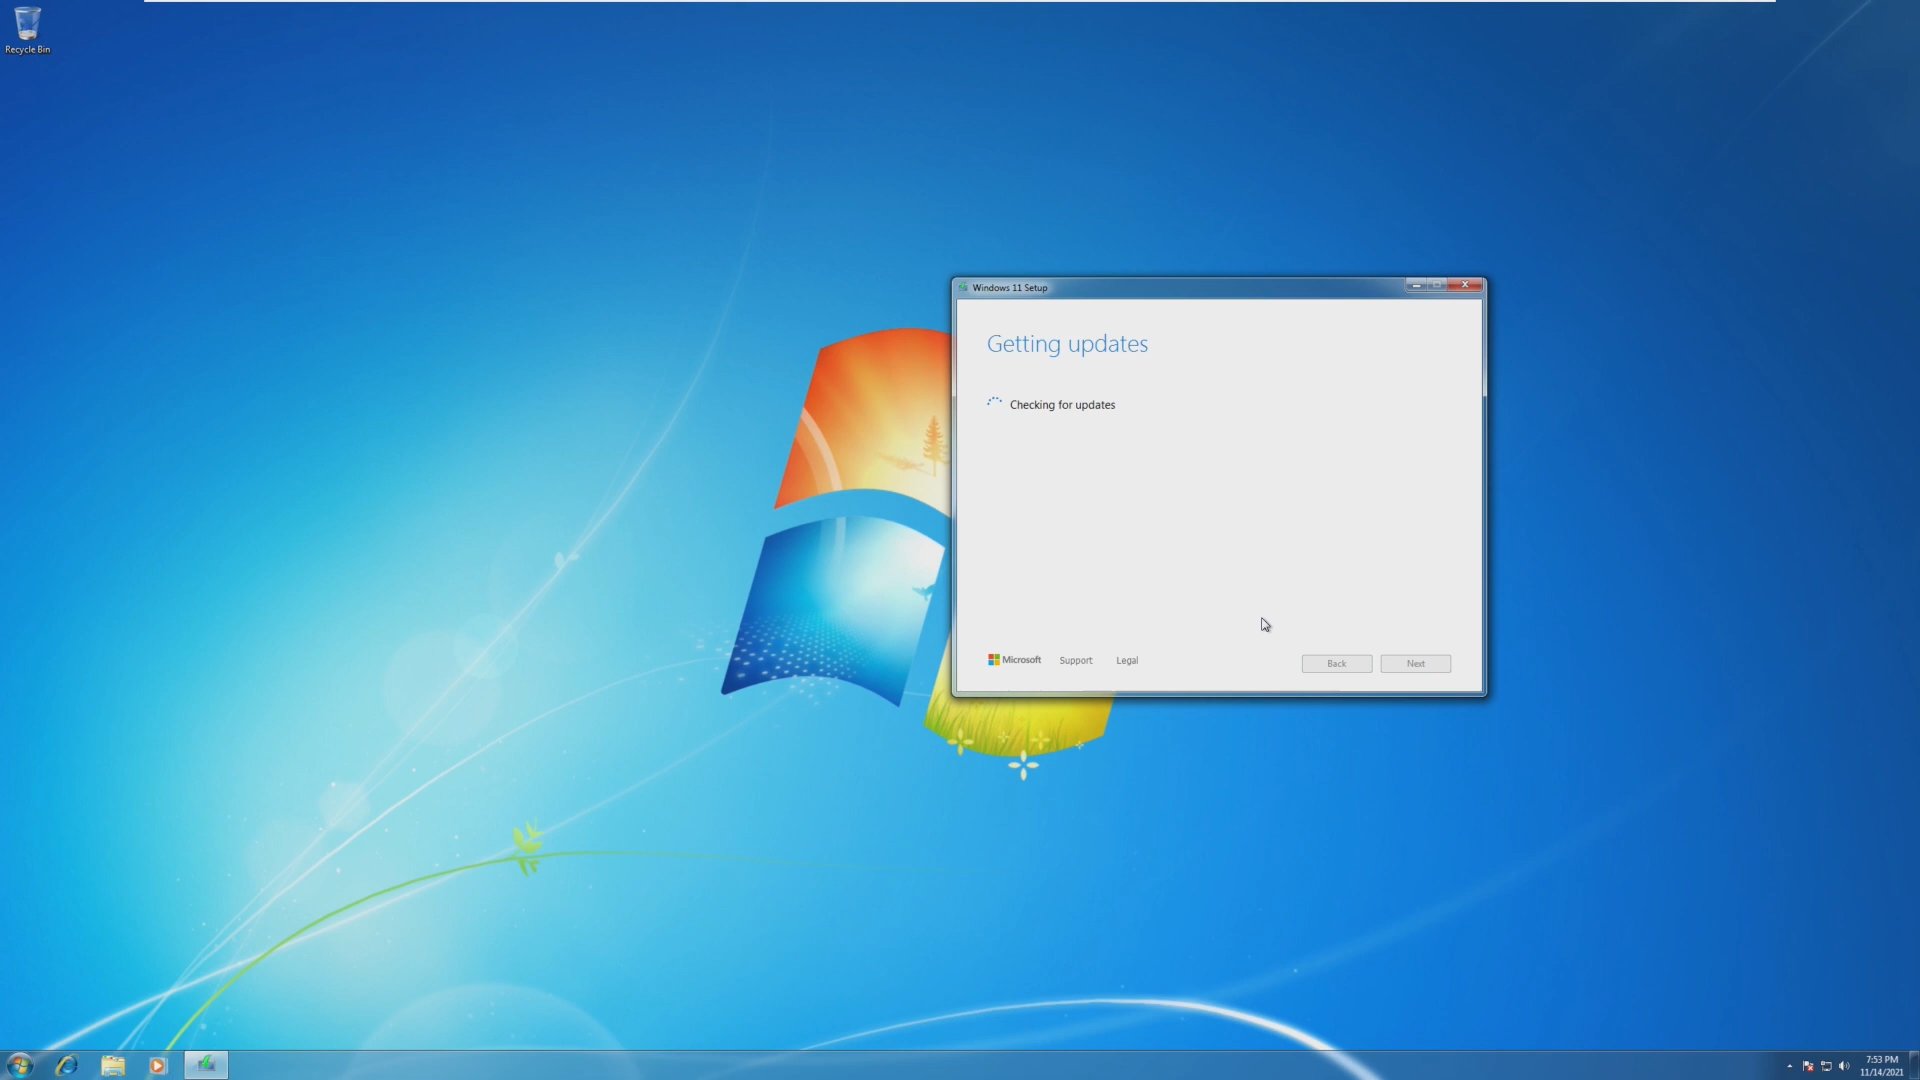 Recycle Bin
Windows 11 Setup
Getting updates
Checking for updates
Microsoft
Support
Legal
Back
Next
7:53 PM
11/14/2021